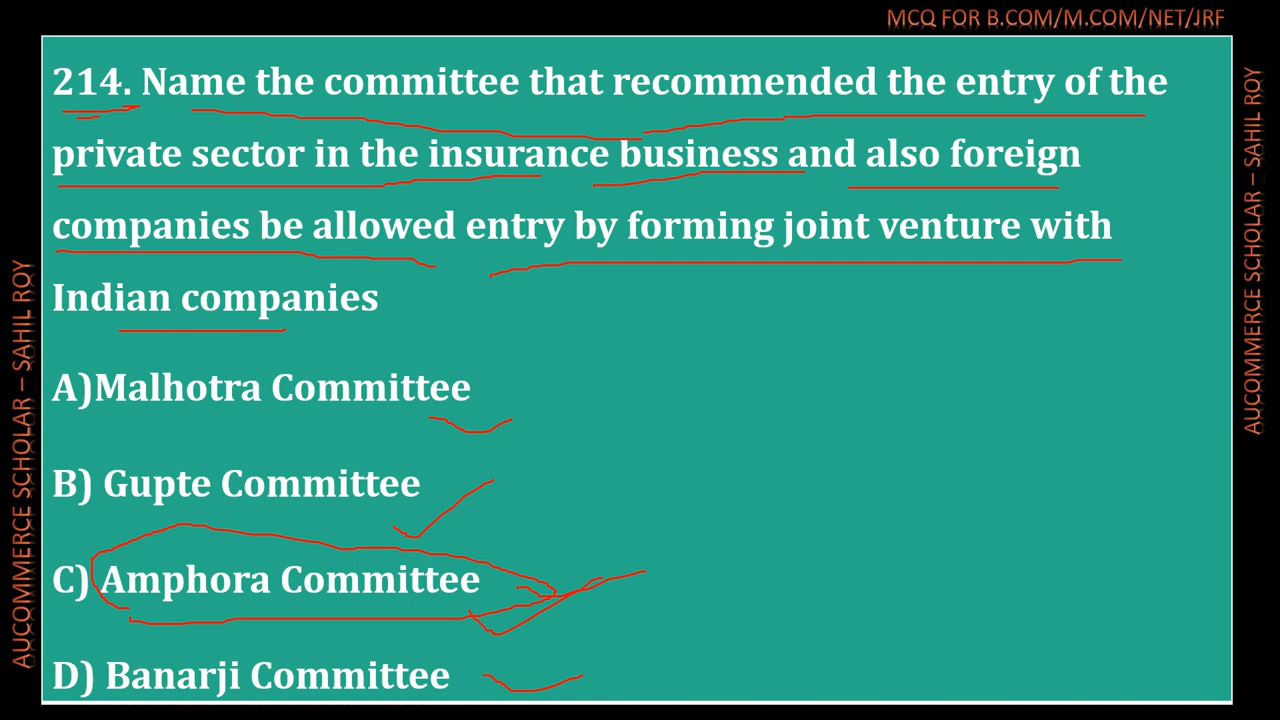 MCQ FOR B.COM/M.COM/NET/JRF
214. Name the committee that recommended the entry of the
private sector in the insurance business and also foreign
companies be allowed entry by forming joint venture with
Indian companies
A)Malhotra Committee
B) Gupte Committee
C) Amphora Committee
D) Banarji Committee
AUCOMMERCE SCHOLAR – SAHIL ROY
AUCOMMERCE SCHOLAR – SAHIL ROY